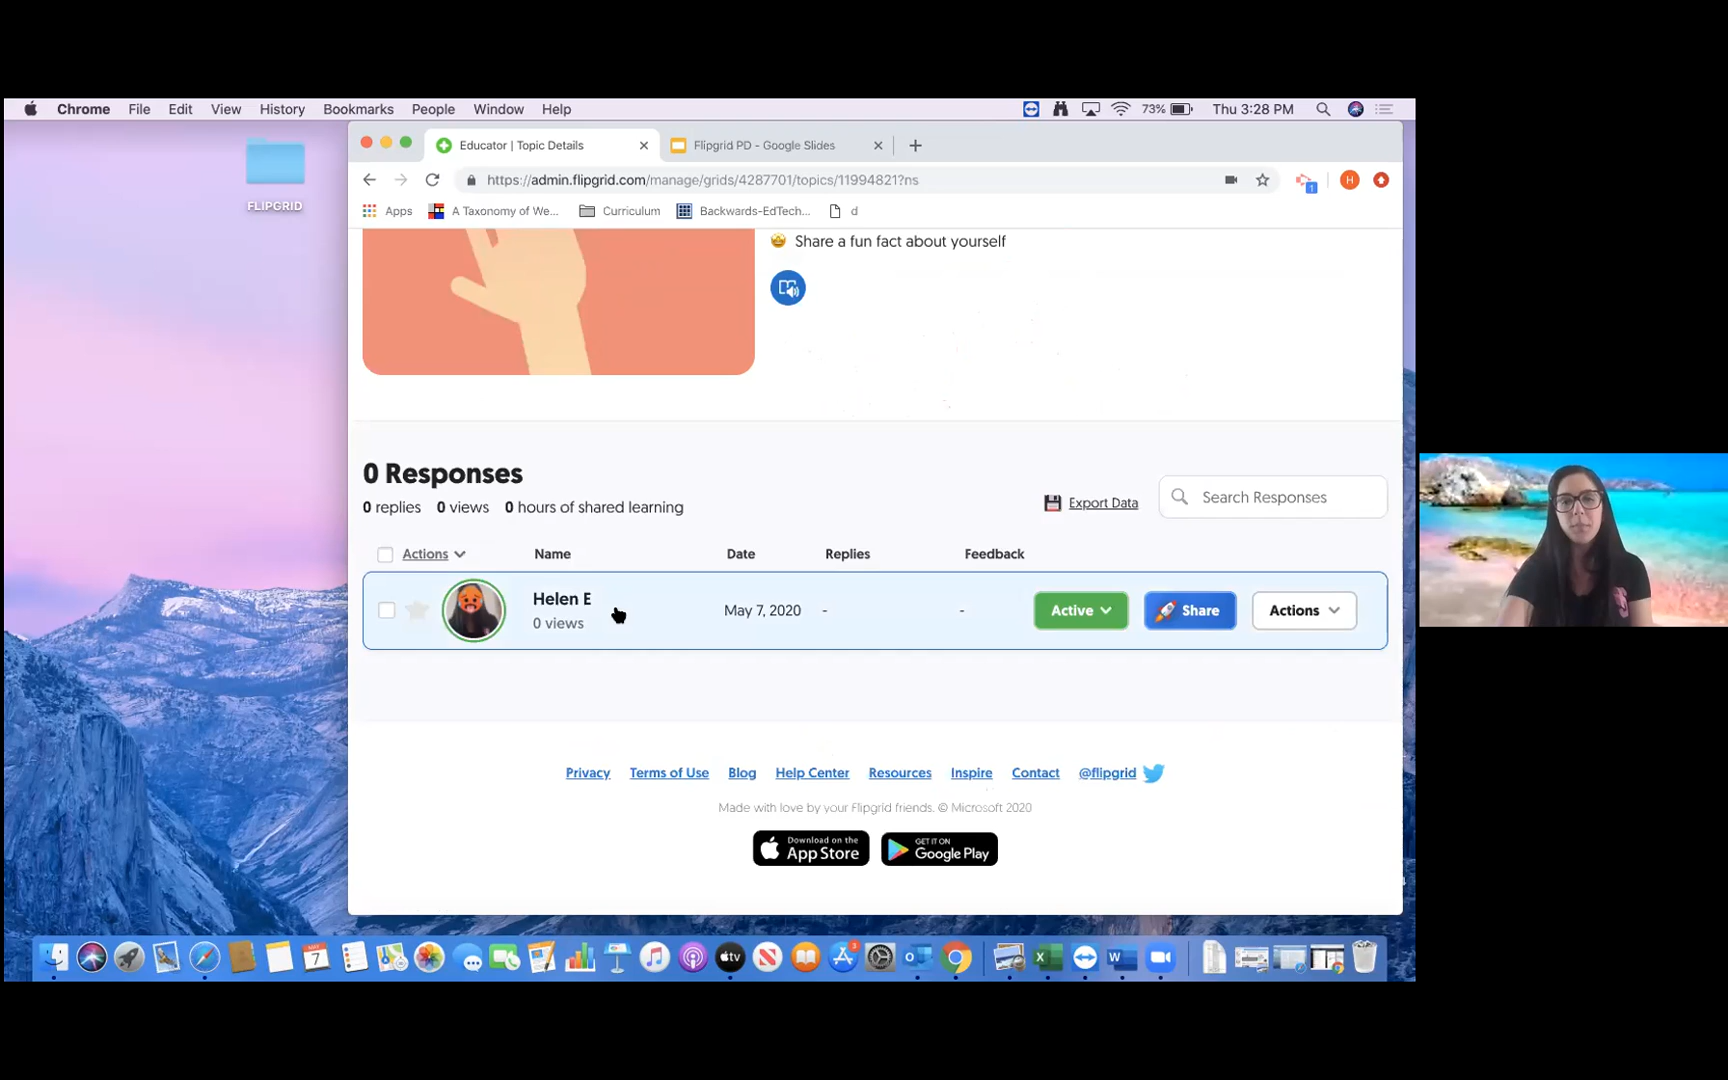 Chrome File Edit View History Bookmarks People Window Help 73% Thu 3:28 PM
FLIPGRID
Educator | Topic Details Flipgrid PD - Google Slides
https://admin.flipgrid.com/manage/grids/4287701/topics/11994821?ns H
Apps A Taxonomy of We... Curriculum Backwards-EdTech... d
Share a fun fact about yourself
0 Responses
0 replies 0 views 0 hours of shared learning
Export Data Search Responses
Actions Name Date Replies Feedback
Helen E
0 views
May 7, 2020 - - Active Share Actions
Privacy Terms of Use Blog Help Center Resources Inspire Contact @flipgrid
Made with love by your Flipgrid friends. © Microsoft 2020
Download on the App Store
GET IT ON Google Play
7 tv 3